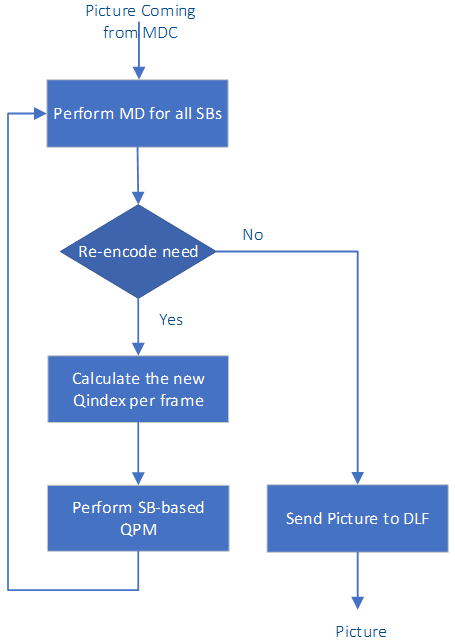 Picture Coming
from MDC
Perform MD for all SBs
Re-encode need
No
Yes
Calculate the new
Qindex per frame
Perform SB-based
QPM
Send Picture to DLF
Picture